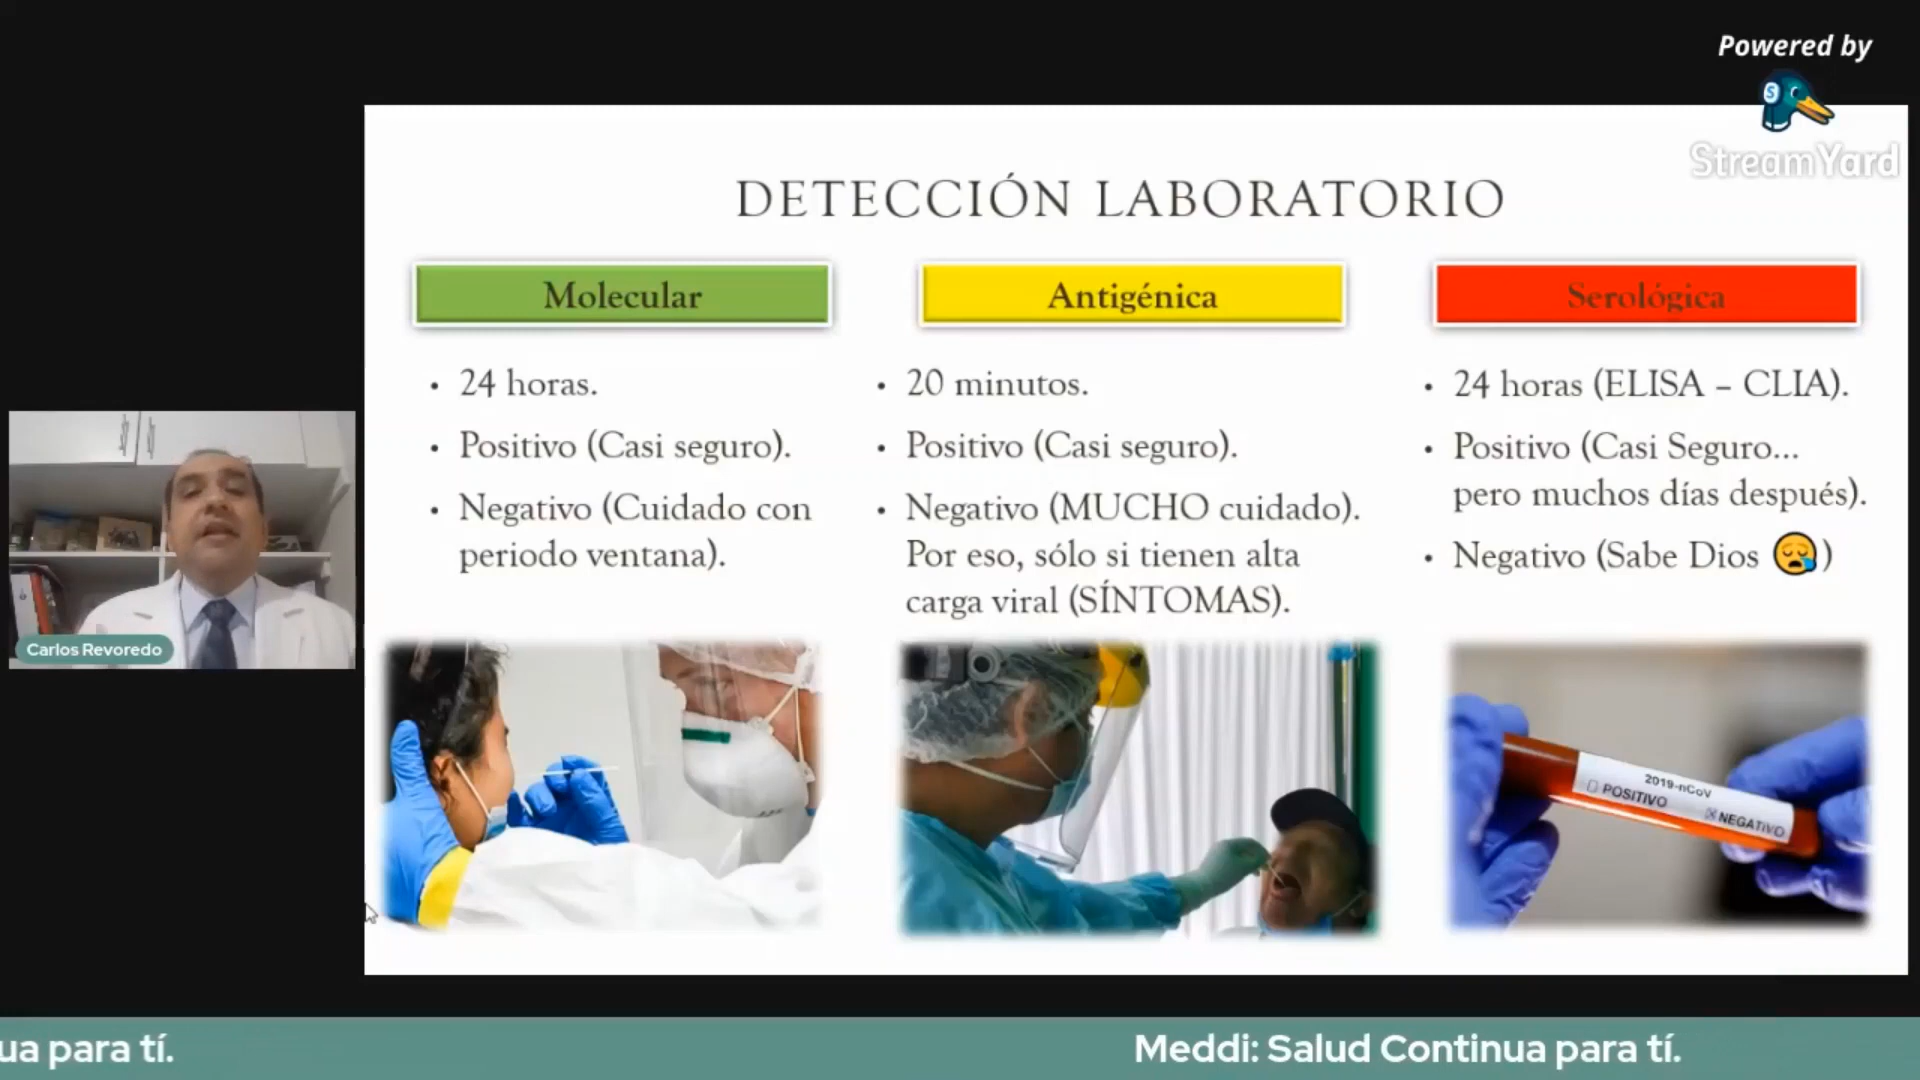 Powered by
StreamYard
DETECCIÓN LABORATORIO
Molecular
• 24 horas.
• Positivo (Casi seguro).
• Negativo (Cuidado con
periodo ventana).
Antigénica
• 20 minutos.
• Positivo (Casi seguro).
• Negativo (MUCHO cuidado).
Por eso, sólo si tienen alta
carga viral (SÍNTOMAS).
Serológica
• 24 horas (ELISA – CLIA).
• Positivo (Casi Seguro...
pero muchos días después).
• Negativo (Sabe Dios 😪)
2019-nCoV
☐ POSITIVO
☒ NEGATIVO
Carlos Revoredo
ua para tí.
Meddi: Salud Continua para tí.